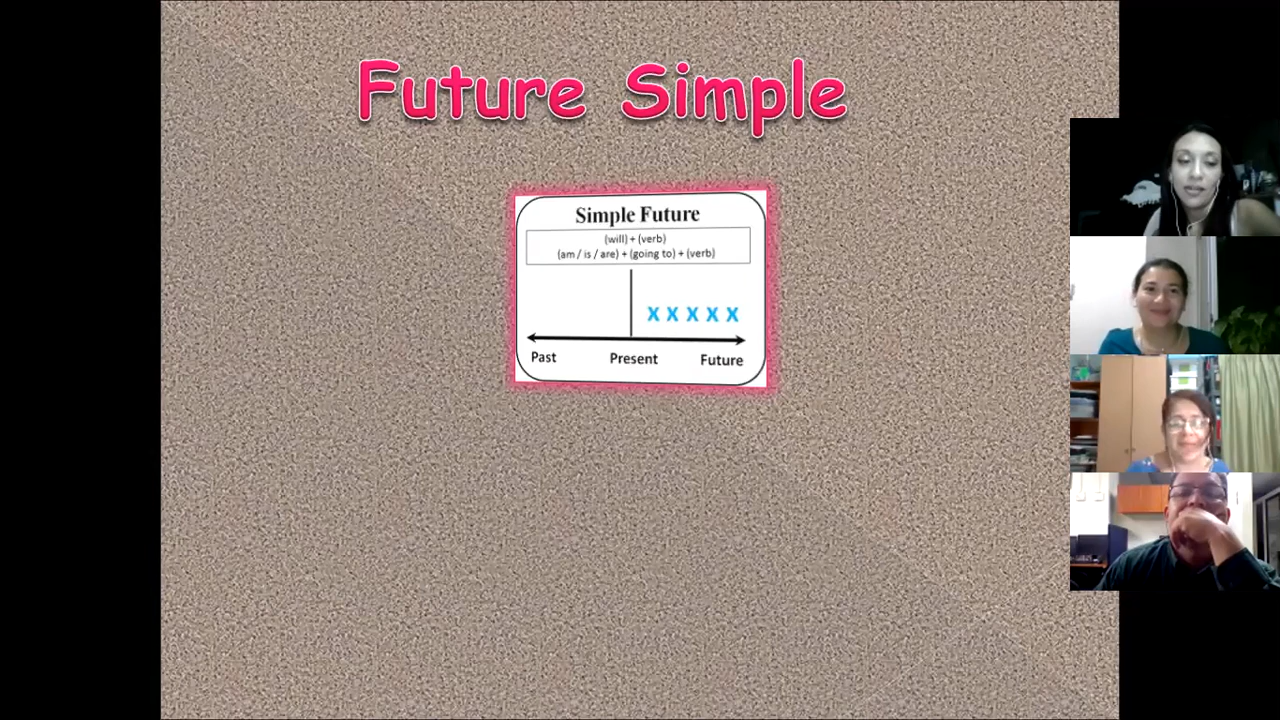 Future Simple
Simple Future
(will) + (verb)
(am / is / are) + (going to) + (verb)
X X X X X
Past Present Future